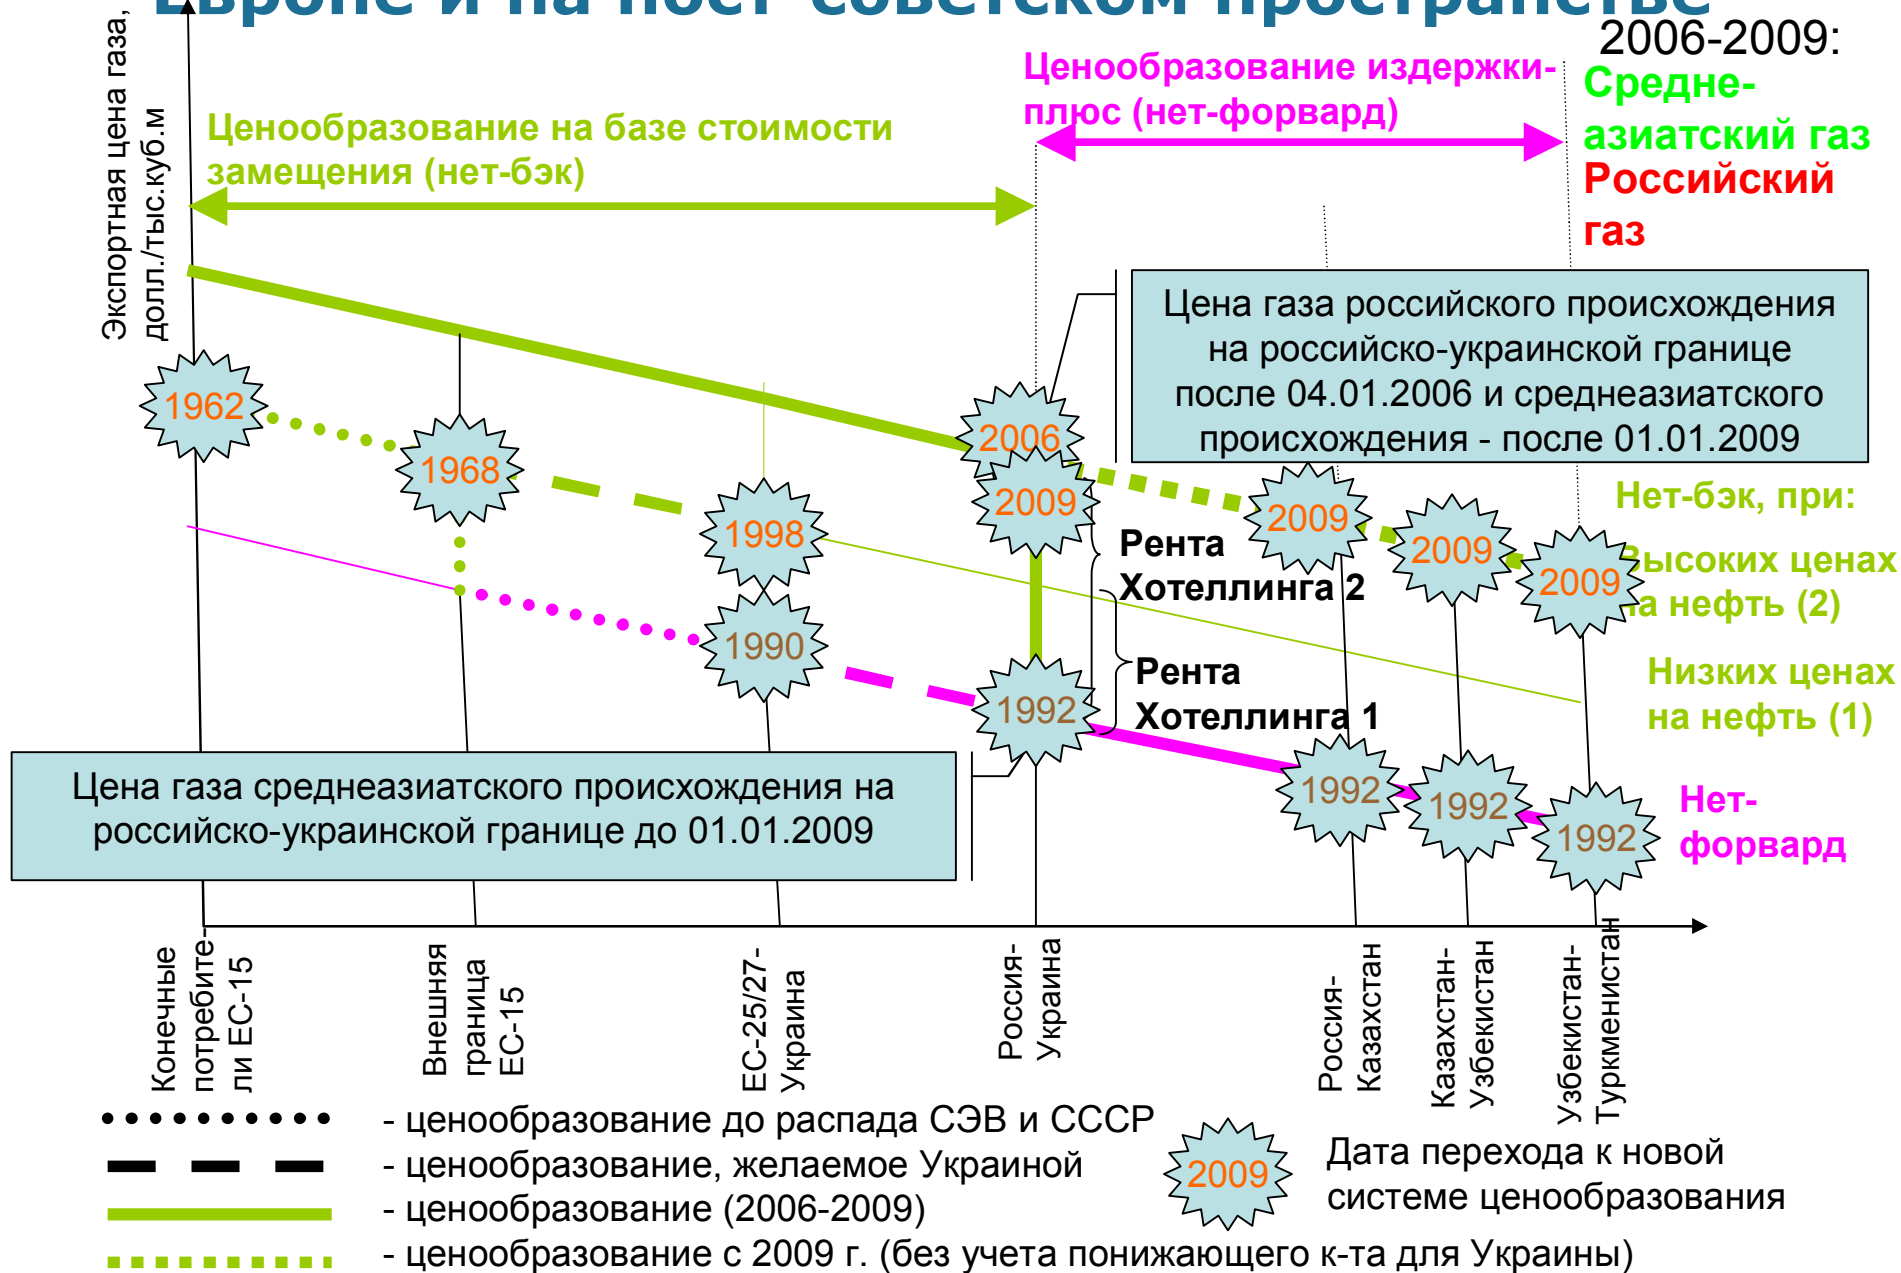 Европе и на пост-советском пространстве
Экспортная цена газа,
долл./тыс.куб.м
2006-2009:
Средне-
азиатский газ
Российский
газ
Ценообразование издержки-
плюс (нет-форвард)
Ценообразование на базе стоимости
замещения (нет-бэк)
Цена газа российского происхождения
на российско-украинской границе
после 04.01.2006 и среднеазиатского
происхождения - после 01.01.2009
1962
1968
1998
1990
2006
2009
1992
2009
2009
2009
1992
1992
1992
Рента
Хотеллинга 2
Рента
Хотеллинга 1
Нет-бэк, при:
Высоких ценах
на нефть (2)
Низких ценах
на нефть (1)
Нет-
форвард
Цена газа среднеазиатского происхождения на
российско-украинской границе до 01.01.2009
Конечные
потребите-
ли ЕС-15
Внешняя
граница
ЕС-15
ЕС-25/27-
Украина
Россия-
Украина
Россия-
Казахстан
Казахстан-
Узбекистан
Узбекистан-
Туркменистан
- ценообразование до распада СЭВ и СССР
- ценообразование, желаемое Украиной
- ценообразование (2006-2009)
- ценообразование с 2009 г. (без учета понижающего к-та для Украины)
2009
Дата перехода к новой
системе ценообразования